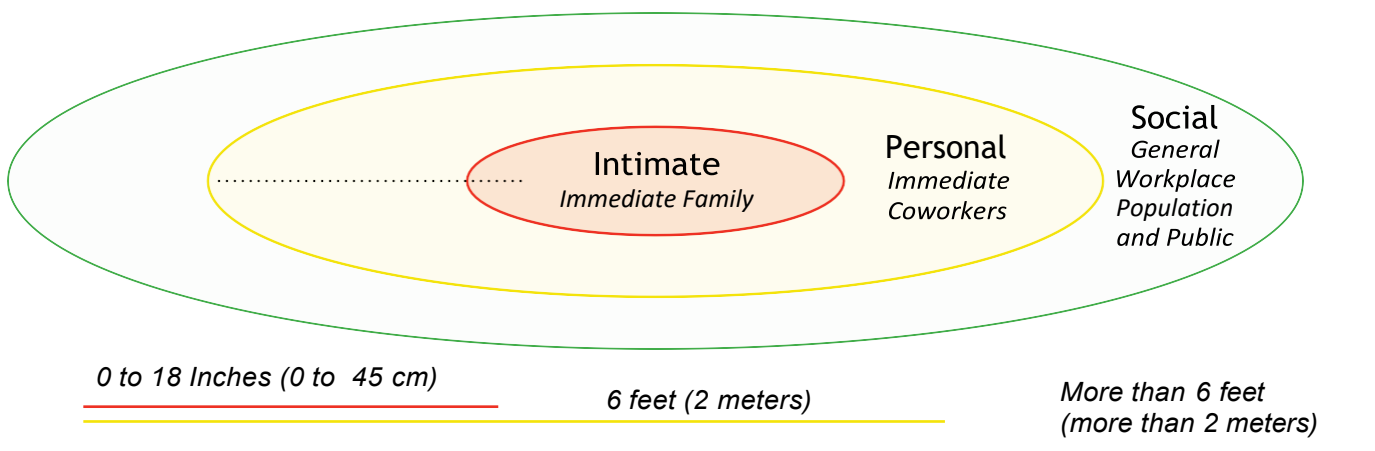 Intimate
Immediate Family
Personal
Immediate
Coworkers
Social
General
Workplace
Population
and Public
0 to 18 Inches (0 to 45 cm)
6 feet (2 meters)
More than 6 feet
(more than 2 meters)